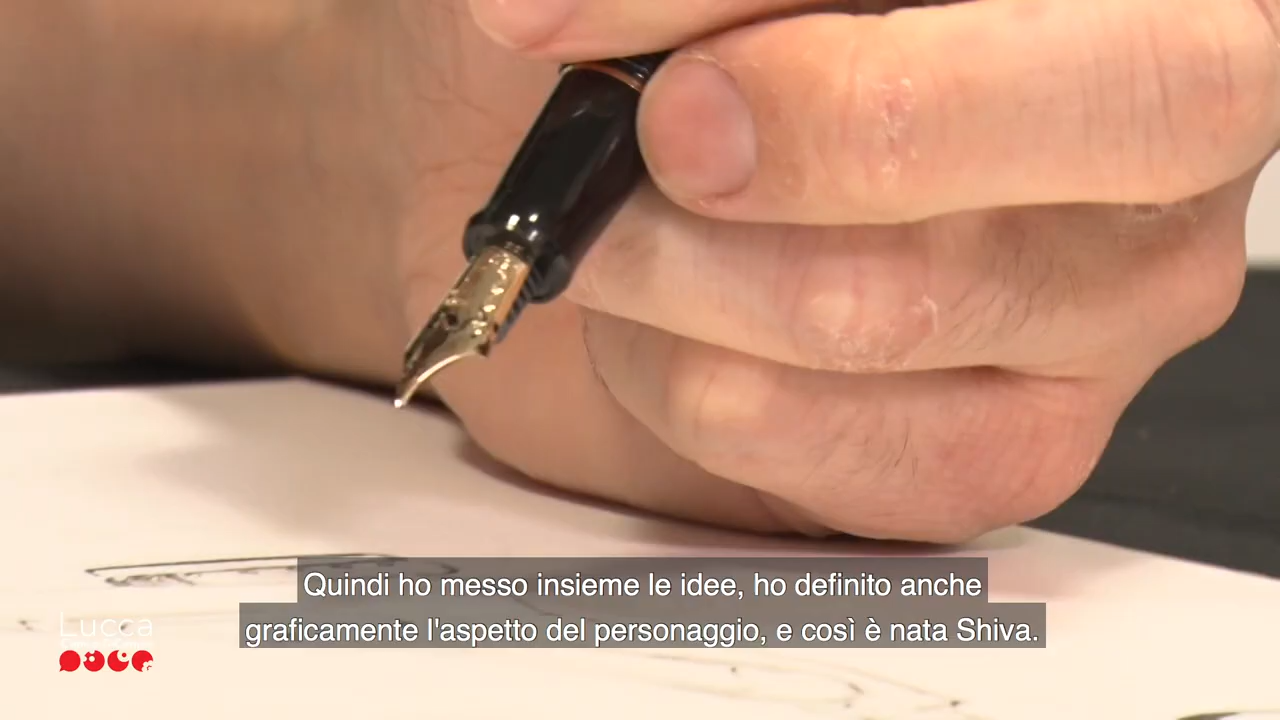 Quindi ho messo insieme le idee, ho definito anche
graficamente l'aspetto del personaggio, e così è nata Shiva.
Lucca